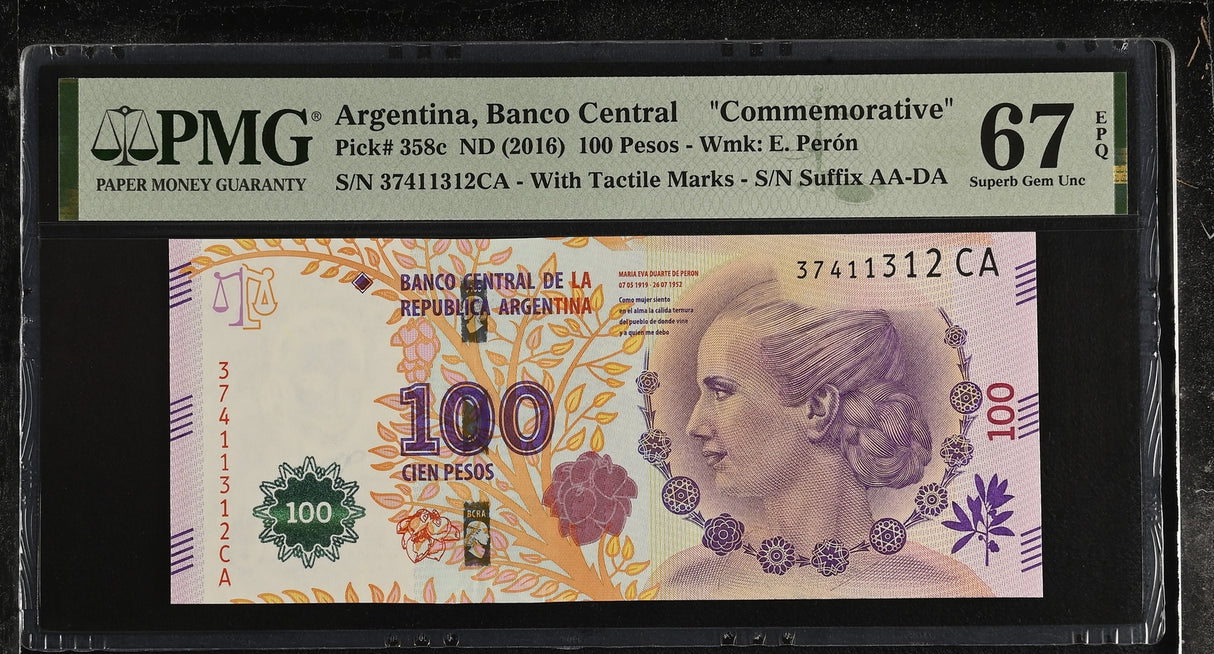 PMG®
PAPER MONEY GUARANTY
Argentina, Banco Central "Commemorative"
Pick# 358c ND (2016) 100 Pesos - Wmk: E. Perón
S/N 37411312CA - With Tactile Marks - S/N Suffix AA-DA
67
EPQ
Superb Gem Unc
BANCO CENTRAL DE LA
REPUBLICA ARGENTINA
MARIA EVA DUARTE DE PERON
07 05 1919 - 26 07 1952
Como mujer siento
en el alma la cálida ternura
del pueblo de donde vine
y a quien me debo
37411312 CA
37411312CA
100
CIEN PESOS
100
BCRA
100